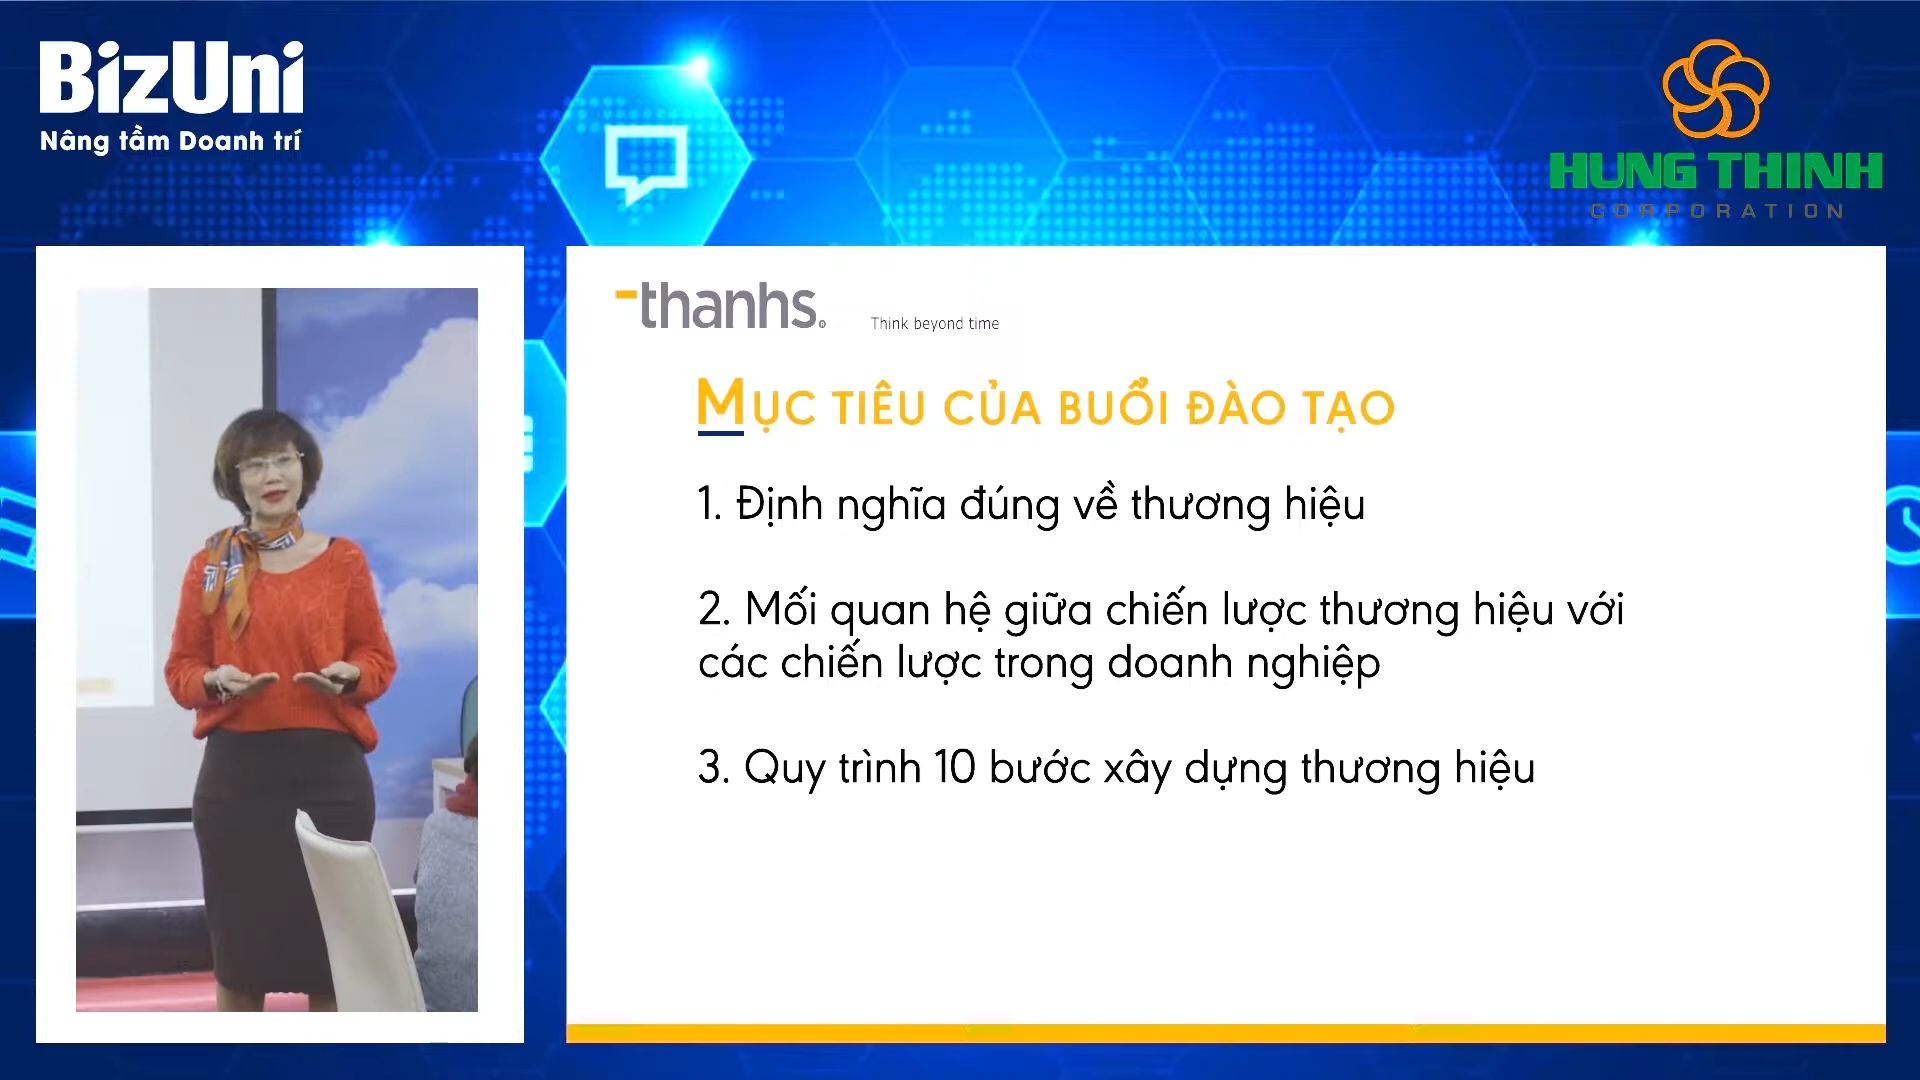 BizUni
Nâng tầm Doanh trí
HUNG THINH
CORPORATION
thanhs®
Think beyond time
MỤC TIÊU CỦA BUỔI ĐÀO TẠO
1. Định nghĩa đúng về thương hiệu
2. Mối quan hệ giữa chiến lược thương hiệu với
các chiến lược trong doanh nghiệp
3. Quy trình 10 bước xây dựng thương hiệu